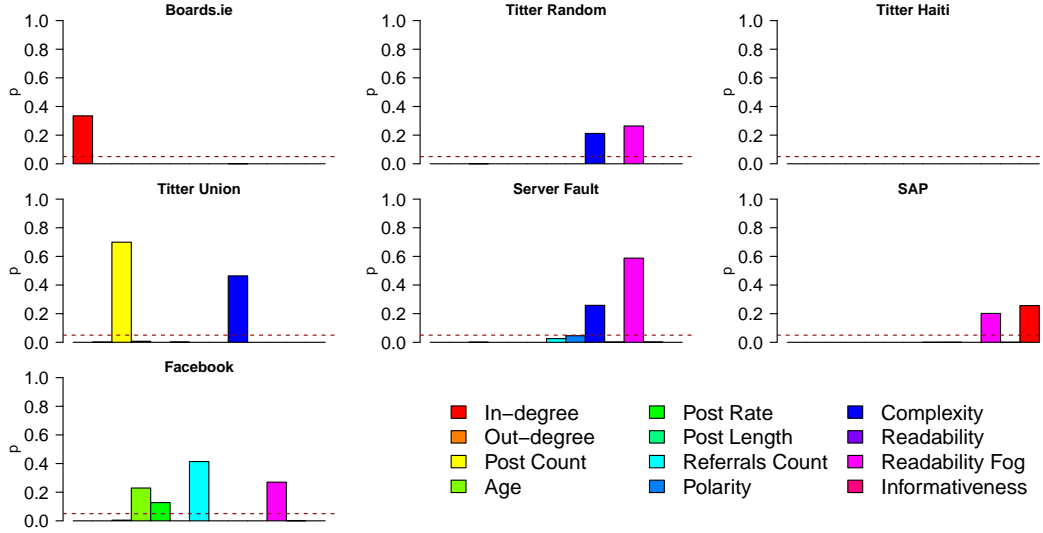 Boards.ie
Titter Random
Titter Haiti
p
0.0
0.2
0.4
0.6
0.8
1.0
p
0.0
0.2
0.4
0.6
0.8
1.0
p
0.0
0.2
0.4
0.6
0.8
1.0
Titter Union
Server Fault
SAP
p
0.0
0.2
0.4
0.6
0.8
1.0
p
0.0
0.2
0.4
0.6
0.8
1.0
p
0.0
0.2
0.4
0.6
0.8
1.0
Facebook
p
0.0
0.2
0.4
0.6
0.8
1.0
In−degree
Out−degree
Post Count
Age
Post Rate
Post Length
Referrals Count
Polarity
Complexity
Readability
Readability Fog
Informativeness